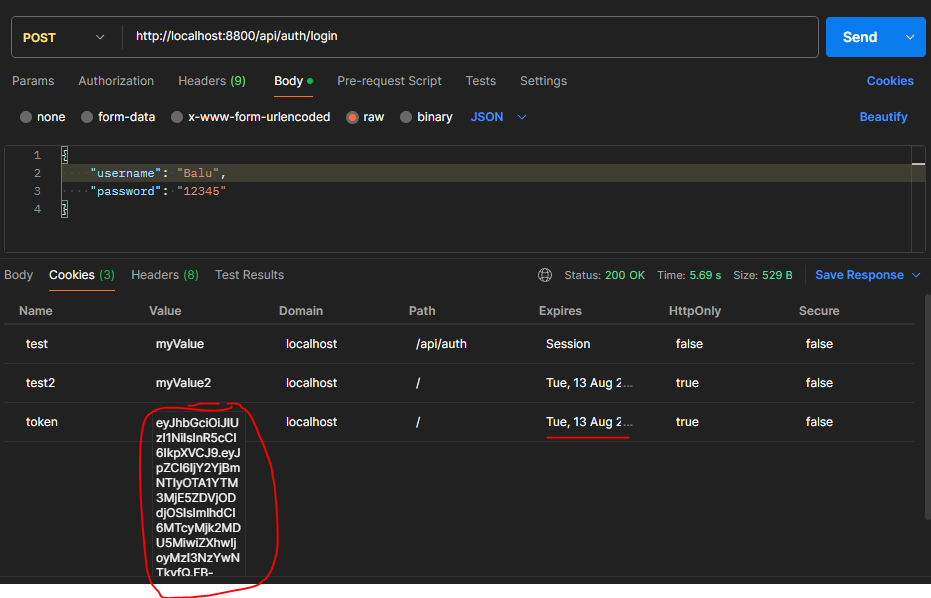 POST http://localhost:8800/api/auth/login Send
Params Authorization Headers (9) Body Pre-request Script Tests Settings Cookies
none form-data x-www-form-urlencoded raw binary JSON Beautify
1 {
2 "username": "Balu",
3 "password": "12345"
4 }
Body Cookies (3) Headers (8) Test Results Status: 200 OK Time: 5.69 s Size: 529 B Save Response
Name Value Domain Path Expires HttpOnly Secure
test myValue localhost /api/auth Session false false
test2 myValue2 localhost / Tue, 13 Aug 2... true false
token eyJhbGciOiJIU localhost / Tue, 13 Aug 2... true false
zI1NiIsInR5cCI
6IkpXVCJ9.eyJ
pZCI6IjY2YjBm
NTIyOTA1YTM
3MjE5ZDVjOD
djOSIsImlhdCI
6MTcyMjk2MD
U5MiwiZXhwIj
oyMzI3NzYwN
TkyfQ.FB-